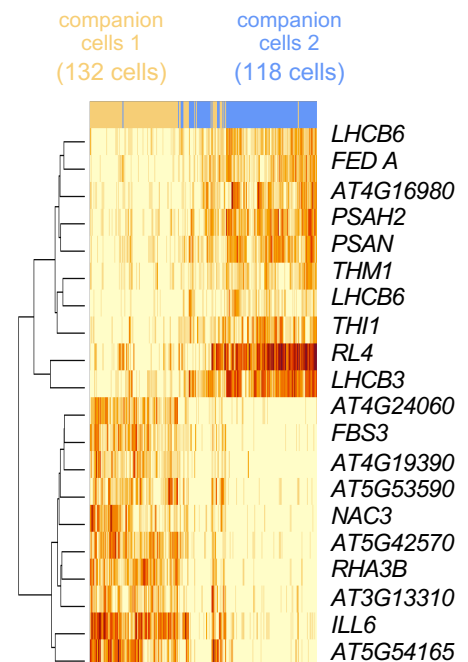 companion cells 1 (132 cells)
companion cells 2 (118 cells)
LHCB6
FED A
AT4G16980
PSAH2
PSAN
THM1
LHCB6
THI1
RL4
LHCB3
AT4G24060
FBS3
AT4G19390
AT5G53590
NAC3
AT5G42570
RHA3B
AT3G13310
ILL6
AT5G54165